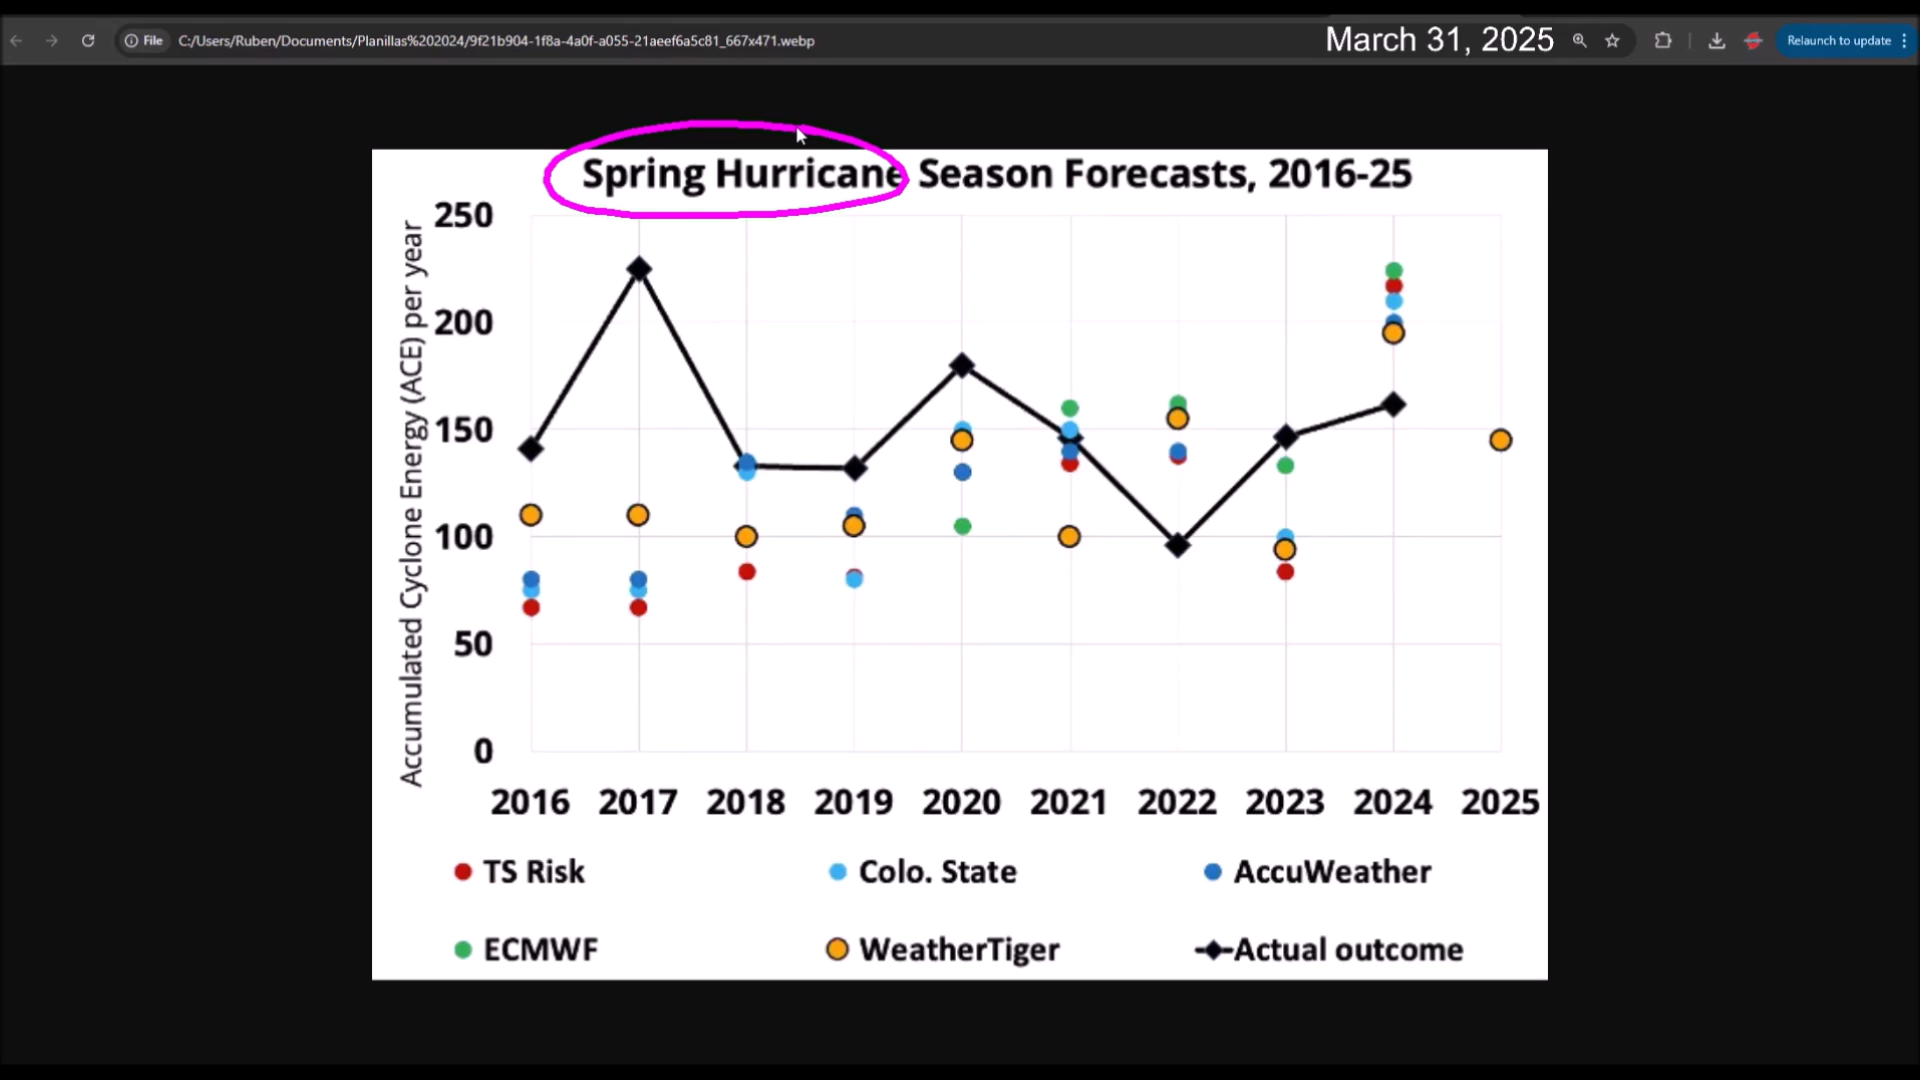 File C:/Users/Ruben/Documents/Planillas%202024/9f21b904-1f8a-4a0f-a055-21aeef6a5c81_667x471.webp March 31, 2025 Relaunch to update
Spring Hurricane Season Forecasts, 2016-25
Accumulated Cyclone Energy (ACE) per year
250
200
150
100
50
0
2016 2017 2018 2019 2020 2021 2022 2023 2024 2025
TS Risk Colo. State AccuWeather
ECMWF WeatherTiger Actual outcome